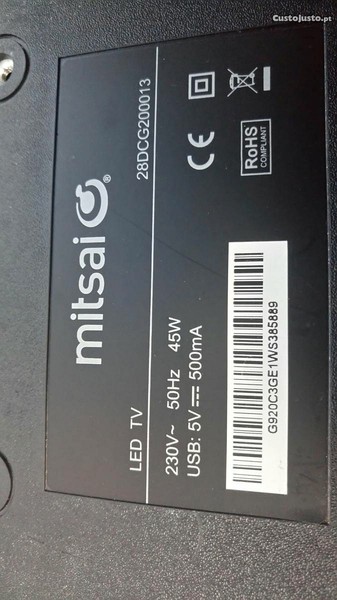 CustoJusto.pt
mitsai ®
LED TV 28DCG200013
230V~ 50Hz 45W
USB: 5V⎓ 500mA
CE
RoHS
COMPLIANT
G920C3GE1WS385889